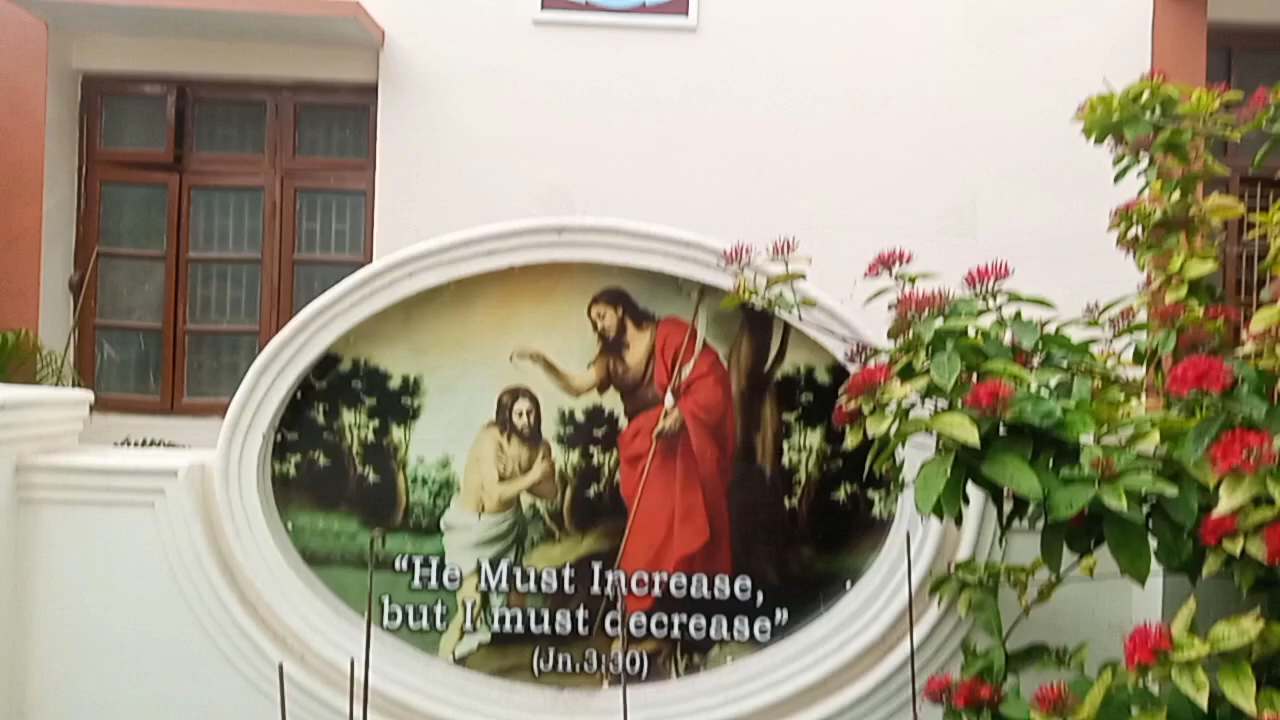 “He Must Increase,
but I must decrease”
(Jn.3:30)